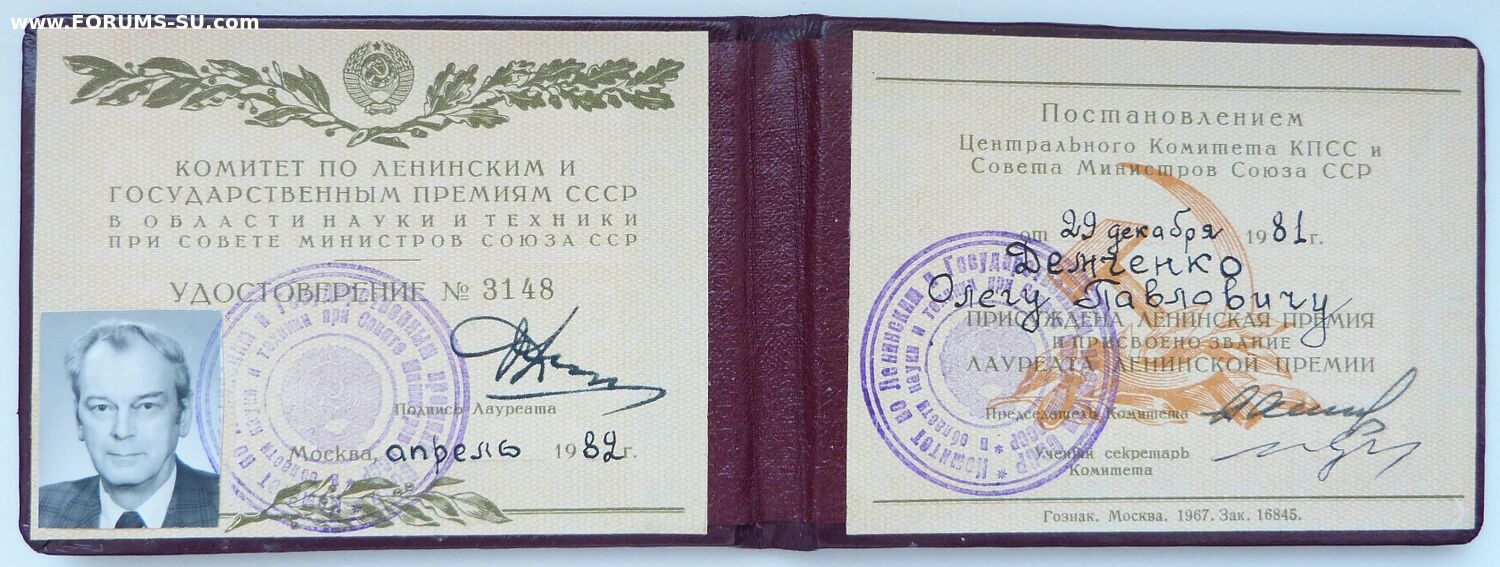 www.FORUMS-SU.com
КОМИТЕТ ПО ЛЕНИНСКИМ И
ГОСУДАРСТВЕННЫМ ПРЕМИЯМ СССР
В ОБЛАСТИ НАУКИ И ТЕХНИКИ
ПРИ СОВЕТЕ МИНИСТРОВ СОЮЗА ССР
УДОСТОВЕРЕНИЕ № 3148
Подпись Лауреата
Москва, апрель 1982г.
Постановлением
Центрального Комитета КПСС и
Совета Министров Союза ССР
от 29 декабря 1981г.
Демченко
Олегу Павловичу
ПРИСУЖДЕНА ЛЕНИНСКАЯ ПРЕМИЯ
И ПРИСВОЕНО ЗВАНИЕ
ЛАУРЕАТА ЛЕНИНСКОЙ ПРЕМИИ
Председатель Комитета
Ученый секретарь
Комитета
Гознак. Москва. 1967. Зак. 16845.